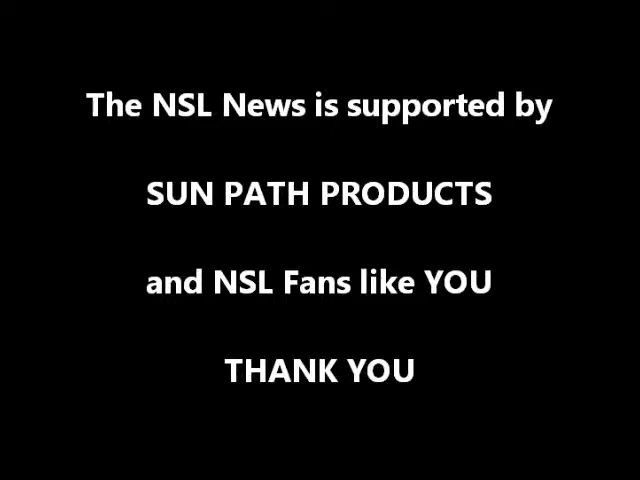 The NSL News is supported by
SUN PATH PRODUCTS
and NSL Fans like YOU
THANK YOU